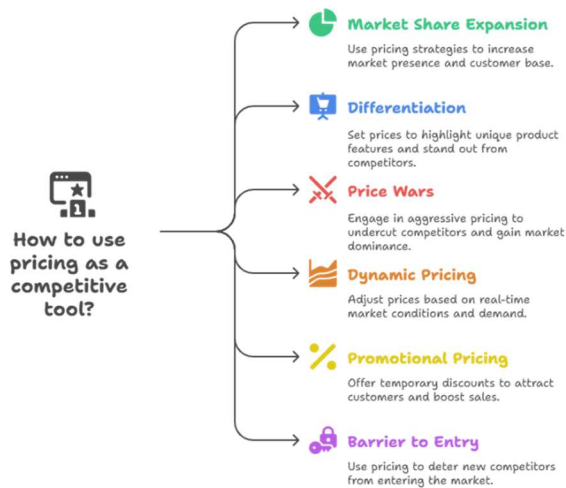 How to use
pricing as a
competitive
tool?
Market Share Expansion
Use pricing strategies to increase
market presence and customer base.
Differentiation
Set prices to highlight unique product
features and stand out from
competitors.
Price Wars
Engage in aggressive pricing to
undercut competitors and gain market
dominance.
Dynamic Pricing
Adjust prices based on real-time
market conditions and demand.
Promotional Pricing
Offer temporary discounts to attract
customers and boost sales.
Barrier to Entry
Use pricing to deter new competitors
from entering the market.